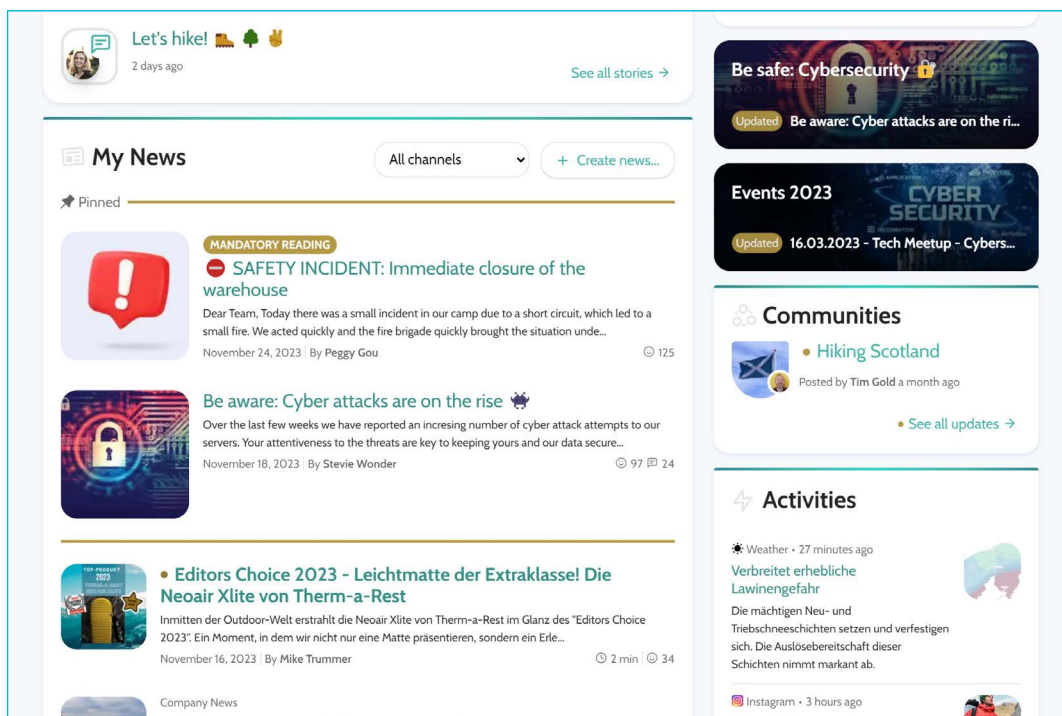 Let's hike! 🥾 🌳 ✌
2 days ago
See all stories →
My News
All channels
+ Create news...
Pinned
MANDATORY READING
⛔ SAFETY INCIDENT: Immediate closure of the
warehouse
Dear Team, Today there was a small incident in our camp due to a short circuit, which led to a
small fire. We acted quickly and the fire brigade quickly brought the situation unde...
November 24, 2023 | By Peggy Gou
125
Be aware: Cyber attacks are on the rise 👾
Over the last few weeks we have reported an incresing number of cyber attack attempts to our
servers. Your attentiveness to the threats are key to keeping yours and our data secure...
November 18, 2023 | By Stevie Wonder
97 24
TOP-PRODUKT
2023
THERM-A-REST
NEOAIR XLITE
• Editors Choice 2023 - Leichtmatte der Extraklasse! Die
Neoair Xlite von Therm-a-Rest
Inmitten der Outdoor-Welt erstrahlt die Neoair Xlite von Therm-a-Rest im Glanz des "Editors Choice
2023". Ein Moment, in dem wir nicht nur eine Matte präsentieren, sondern ein Erle...
November 16, 2023 | By Mike Trummer
2 min | 34
Company News
Be safe: Cybersecurity 🔐
Updated Be aware: Cyber attacks are on the ri...
Events 2023
APPLICATION
CYBER
SECURITY
INFORMATION
Updated 16.03.2023 - Tech Meetup - Cybers...
Communities
• Hiking Scotland
Posted by Tim Gold a month ago
• See all updates →
Activities
Weather • 27 minutes ago
Verbreitet erhebliche
Lawinengefahr
Die mächtigen Neu- und
Triebschneeschichten setzen und verfestigen
sich. Die Auslösebereitschaft dieser
Schichten nimmt markant ab.
Instagram • 3 hours ago